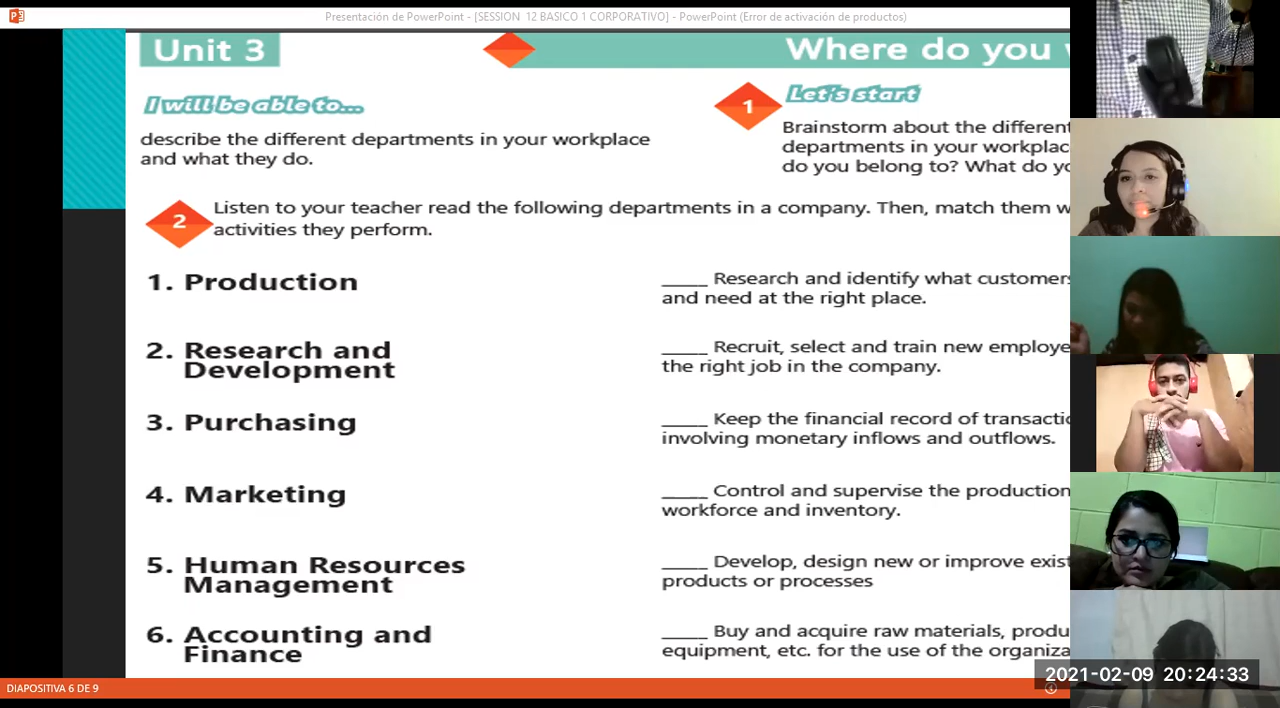 Presentación de PowerPoint - [SESSION 12 BASICO 1 CORPORATIVO] - PowerPoint (Error de activación de productos)
Unit 3
Where do you
I will be able to...
describe the different departments in your workplace
and what they do.
1
Let's start
Brainstorm about the different
departments in your workplac
do you belong to? What do yo
2
Listen to your teacher read the following departments in a company. Then, match them w
activities they perform.
1. Production
2. Research and
Development
3. Purchasing
4. Marketing
5. Human Resources
Management
6. Accounting and
Finance
____ Research and identify what customers
and need at the right place.
____ Recruit, select and train new employe
the right job in the company.
____ Keep the financial record of transactio
involving monetary inflows and outflows.
____ Control and supervise the production
workforce and inventory.
____ Develop, design new or improve exist
products or processes
____ Buy and acquire raw materials, produ
equipment, etc. for the use of the organiza
2021-02-09 20:24:33
DIAPOSITIVA 6 DE 9